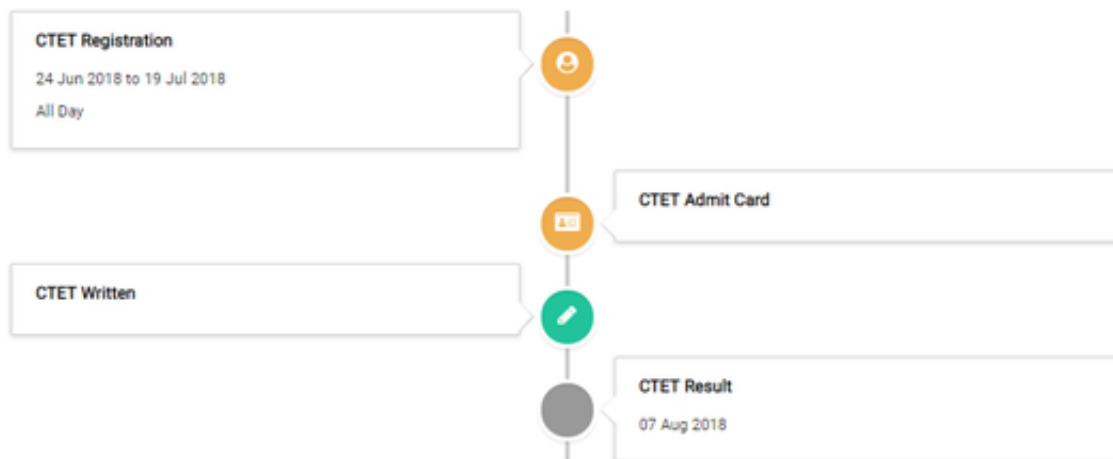 CTET Registration
24 Jun 2018 to 19 Jul 2018
All Day
CTET Admit Card
CTET Written
CTET Result
07 Aug 2018